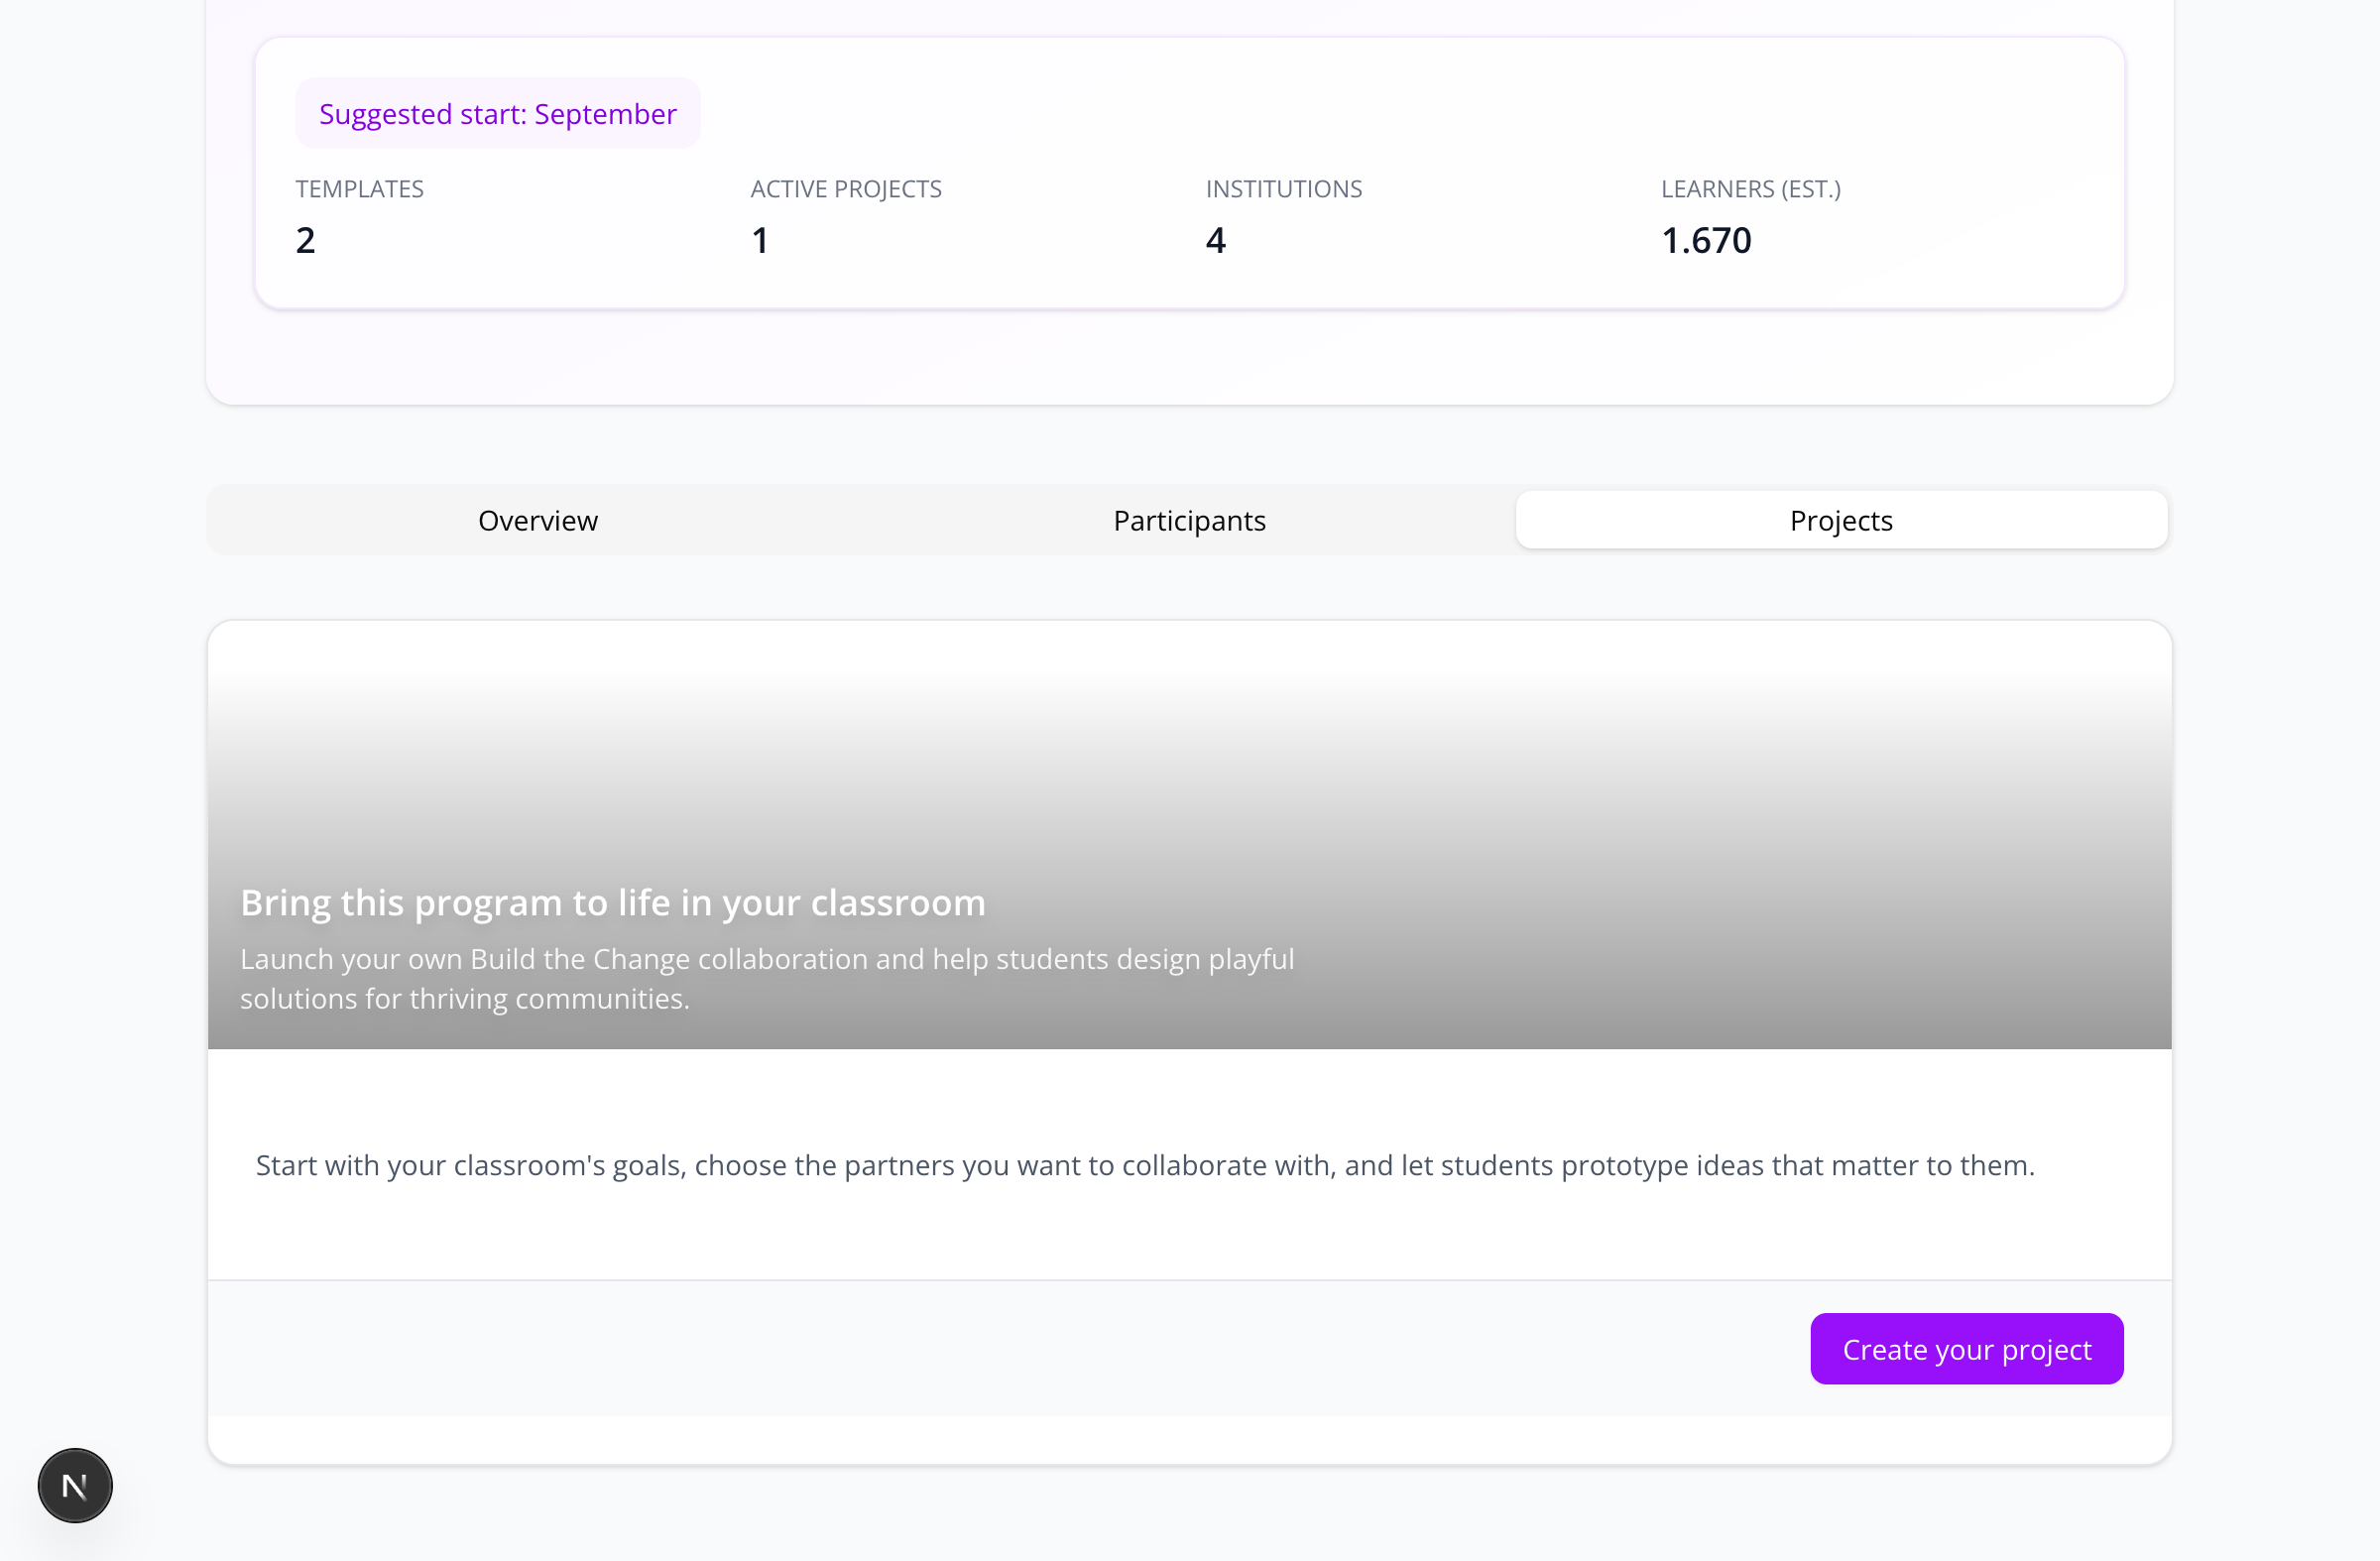 Suggested start: September
TEMPLATES
2
ACTIVE PROJECTS
1
INSTITUTIONS
4
LEARNERS (EST.)
1.670
Overview
Participants
Projects
Bring this program to life in your classroom
Launch your own Build the Change collaboration and help students design playful
solutions for thriving communities.
Start with your classroom's goals, choose the partners you want to collaborate with, and let students prototype ideas that matter to them.
Create your project
N